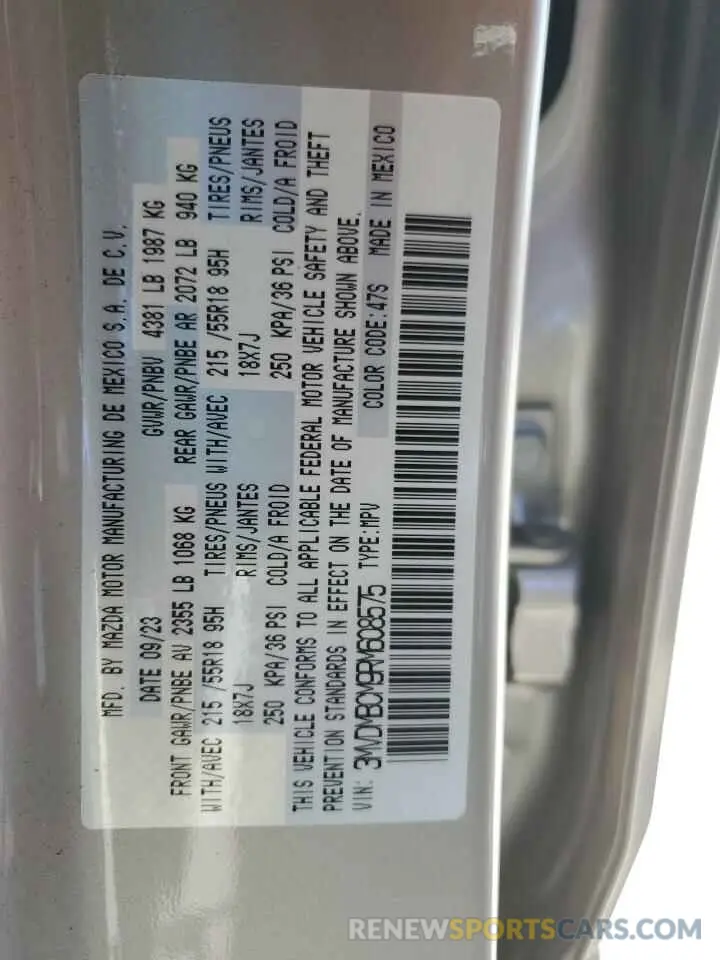 MFD. BY MAZDA MOTOR MANUFACTURING DE MEXICO S.A. DE C.V.
DATE 09/23 GVWR/PNBV 4381 LB 1987 KG
FRONT GAWR/PNBE AV 2355 LB 1068 KG REAR GAWR/PNBE AR 2072 LB 940 KG
WITH/AVEC 215 /55R18 95H TIRES/PNEUS WITH/AVEC 215 /55R18 95H TIRES/PNEUS
18X7J RIMS/JANTES 18X7J RIMS/JANTES
250 KPA/36 PSI COLD/A FROID 250 KPA/36 PSI COLD/A FROID
THIS VEHICLE CONFORMS TO ALL APPLICABLE FEDERAL MOTOR VEHICLE SAFETY AND THEFT
PREVENTION STANDARDS IN EFFECT ON THE DATE OF MANUFACTURE SHOWN ABOVE.
VIN: 3MVDMBCM9RM608575 TYPE:MPV COLOR CODE:47S MADE IN MEXICO
RENEWSPORTSCARS.COM